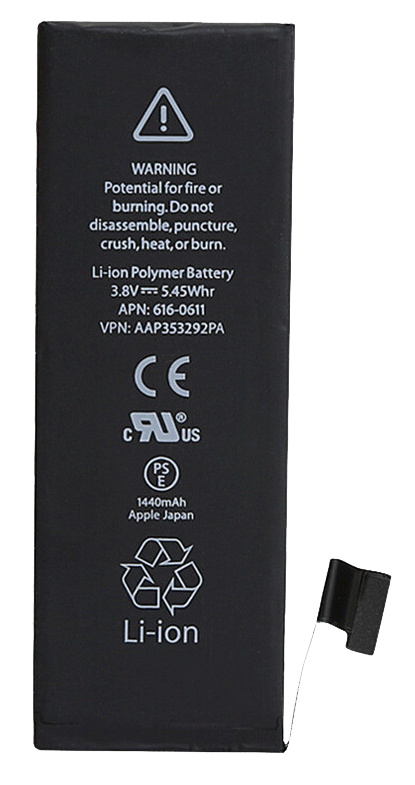 WARNING
Potential for fire or
burning. Do not
disassemble, puncture,
crush, heat, or burn.
Li-ion Polymer Battery
3.8V⎓ 5.45Whr
APN: 616-0611
VPN: AAP353292PA
CE
c RU® US
PS
E
1440mAh
Apple Japan
Li-ion